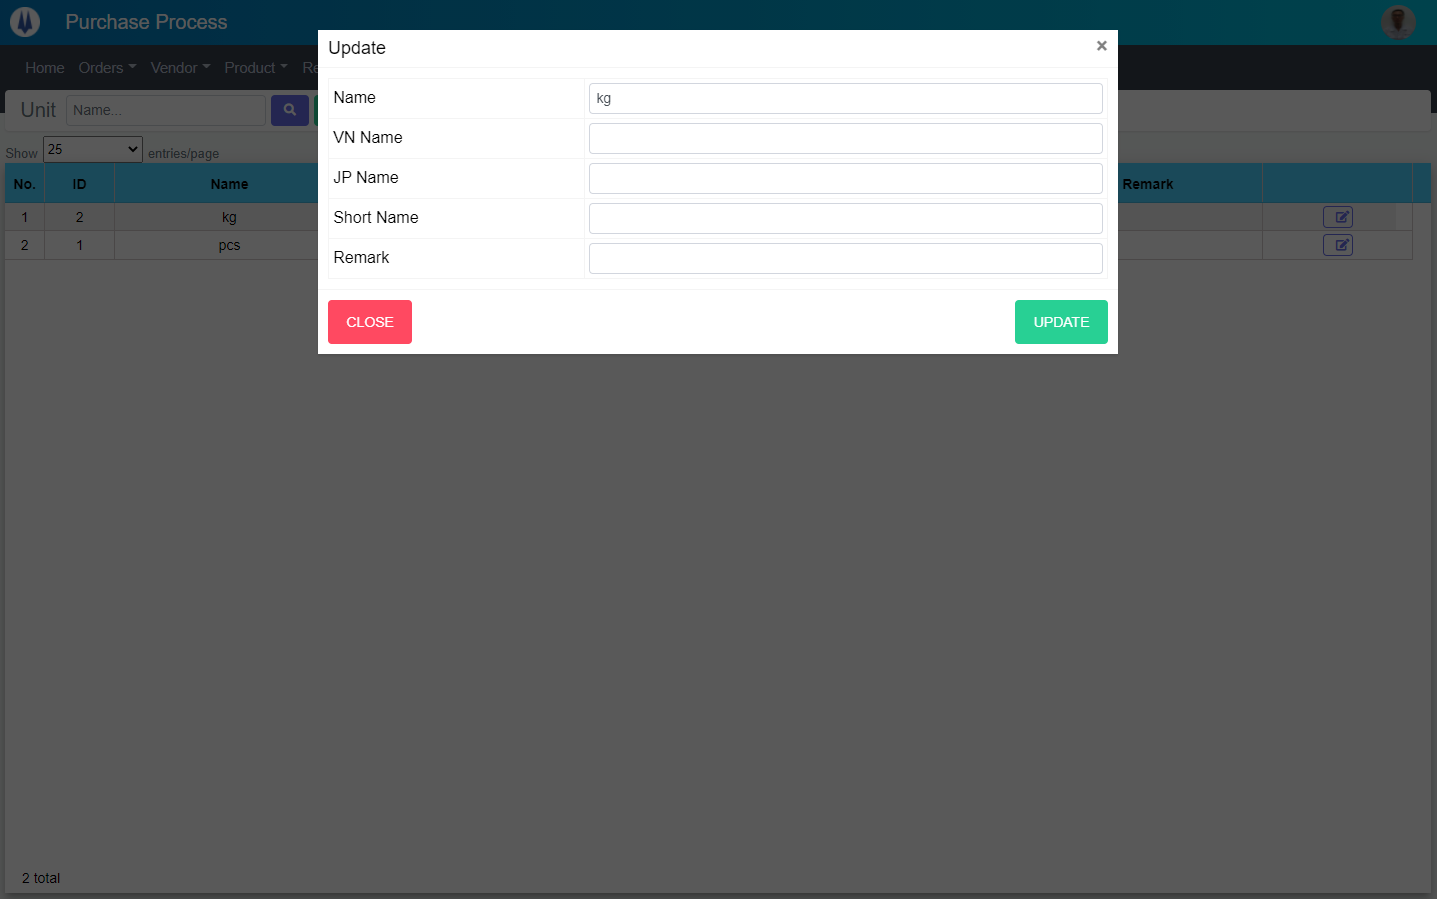 Purchase Process
Update
×
Home Orders Vendor Product Re
Unit Name...
Name kg
VN Name
JP Name
Short Name
Remark
CLOSE UPDATE
Show 25 entries/page
No. ID Name Remark
1 2 kg
2 1 pcs
2 total